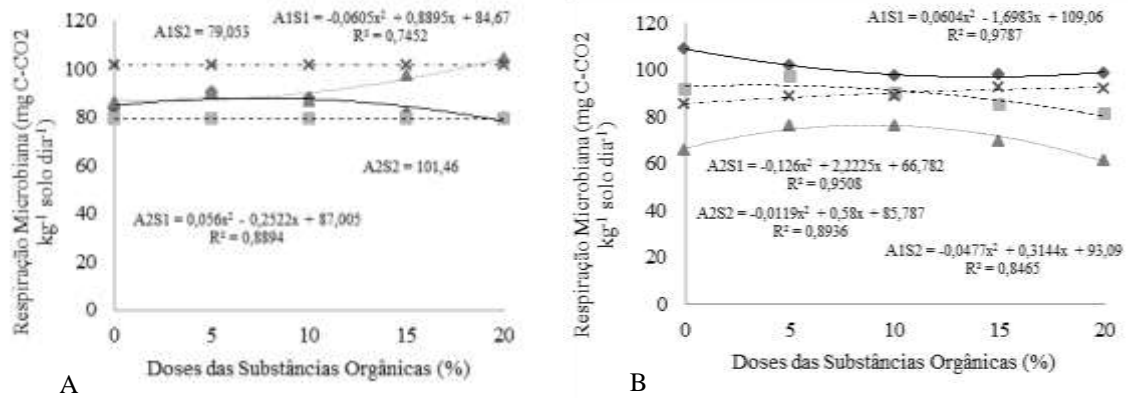 Respiração Microbiana (mg C-CO2
kg⁻¹ solo dia⁻¹)
120
100
80
60
40
20
0
A1S2 = 79,053
A1S1 = -0,0605x² + 0,8895x + 84,67
R² = 0,7452
A2S2 = 101,46
A2S1 = 0,056x² - 0,2522x + 87,005
R² = 0,8894
0 5 10 15 20
Doses das Substâncias Orgânicas (%)
A
Respiração Microbiana (mg C-CO2
kg⁻¹ solo dia⁻¹)
120
100
80
60
40
20
0
A1S1 = 0,0604x² - 1,6983x + 109,06
R² = 0,9787
A2S1 = -0,126x² + 2,2225x + 66,782
R² = 0,9508
A2S2 = -0,0119x² + 0,58x + 85,787
R² = 0,8936
A1S2 = -0,0477x² + 0,3144x + 93,09
R² = 0,8465
0 5 10 15 20
Doses das Substâncias Orgânicas (%)
B